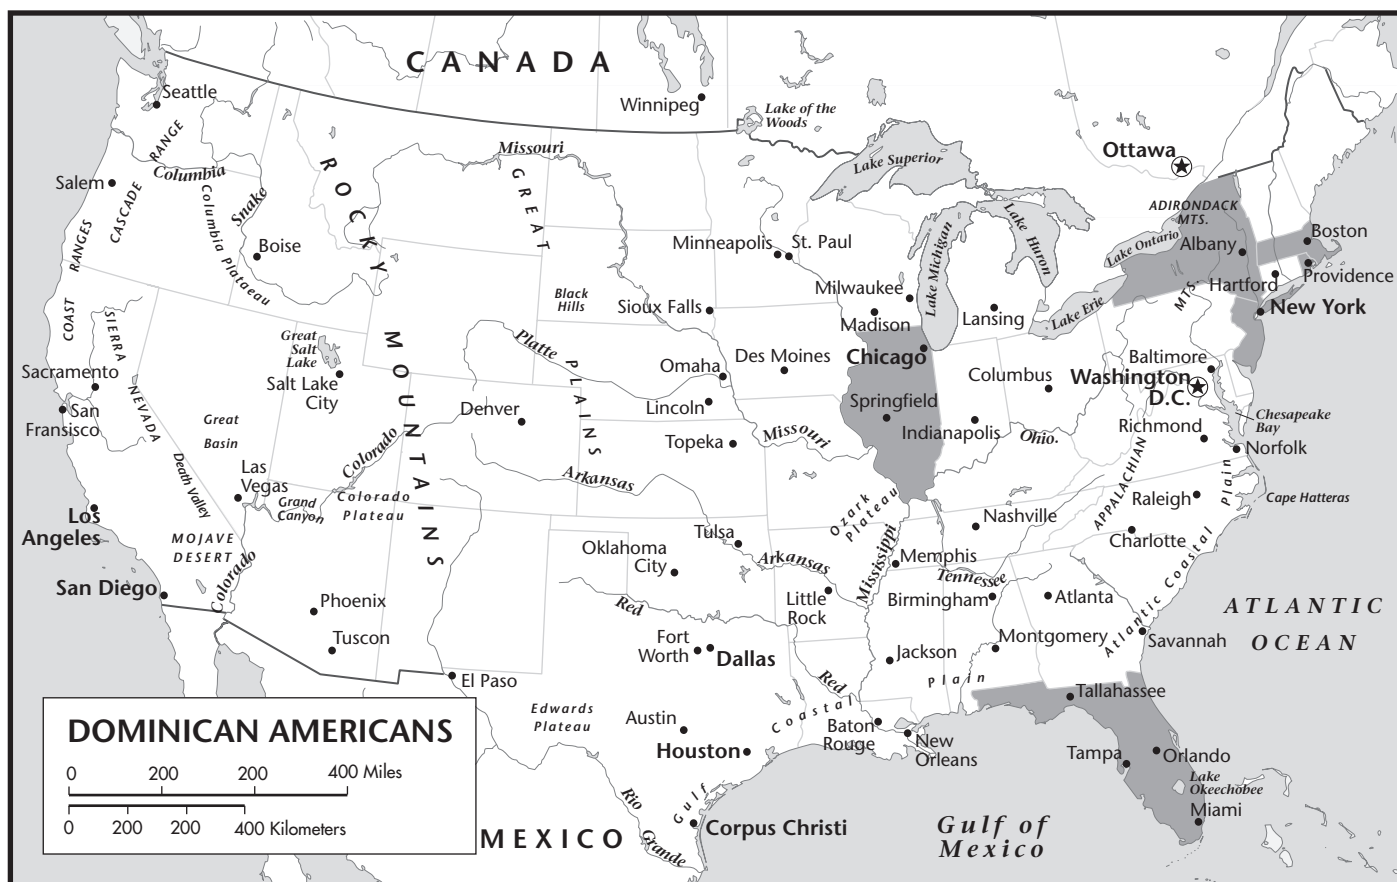 CANADA
Seattle
Winnipeg
Lake of the
Woods
RANGE
Missouri
Ottawa
Lake Superior
Columbia
ROCKY
GREAT
Salem
CASCADE
Snake
Columbia Plataeu
ADIRONDACK
MTS.
RANGES
Boise
Minneapolis
St. Paul
Lake Michigan
Lake Huron
Lake Ontario
Albany
Boston
Providence
Hartford
MTS.
New York
COAST
SIERRA
Black
Hills
Sioux Falls
Milwaukee
Madison
Lansing
Lake Erie
Great
Salt
Lake
MOUNTAINS
Platte
PLAINS
Omaha
Des Moines
Chicago
Baltimore
Sacramento
Salt Lake
City
Columbus
Washington
D.C.
San
Fransisco
NEVADA
Great
Basin
Denver
Lincoln
Springfield
Indianapolis
Ohio.
Richmond
Chesapeake
Bay
Topeka
Missouri
Norfolk
Death Valley
Las
Vegas
Colorado
Grand
Canyon
Colorado
Plateau
Arkansas
Ozark
Plateau
APPALACHIAN
Raleigh
Plain
Cape Hatteras
Los
Angeles
Nashville
MOJAVE
DESERT
Tulsa
Charlotte
Oklahoma
City
Arkansas
Mississippi
Memphis
Tennessee
Atlantic Coastal
San Diego
Colorado
Phoenix
Red
Little
Rock
Birmingham
Atlanta
ATLANTIC
OCEAN
Tuscon
Fort
Worth
Dallas
Jackson
Montgomery
Savannah
El Paso
Red
Plain
Tallahassee
Edwards
Plateau
Austin
Coastal
Baton
Rouge
New
Orleans
Houston
Tampa
Orlando
Lake
Okeechobee
Miami
Rio
Grande
Gulf
Corpus Christi
MEXICO
Gulf of
Mexico
DOMINICAN AMERICANS
0 200 200 400 Miles
0 200 200 400 Kilometers